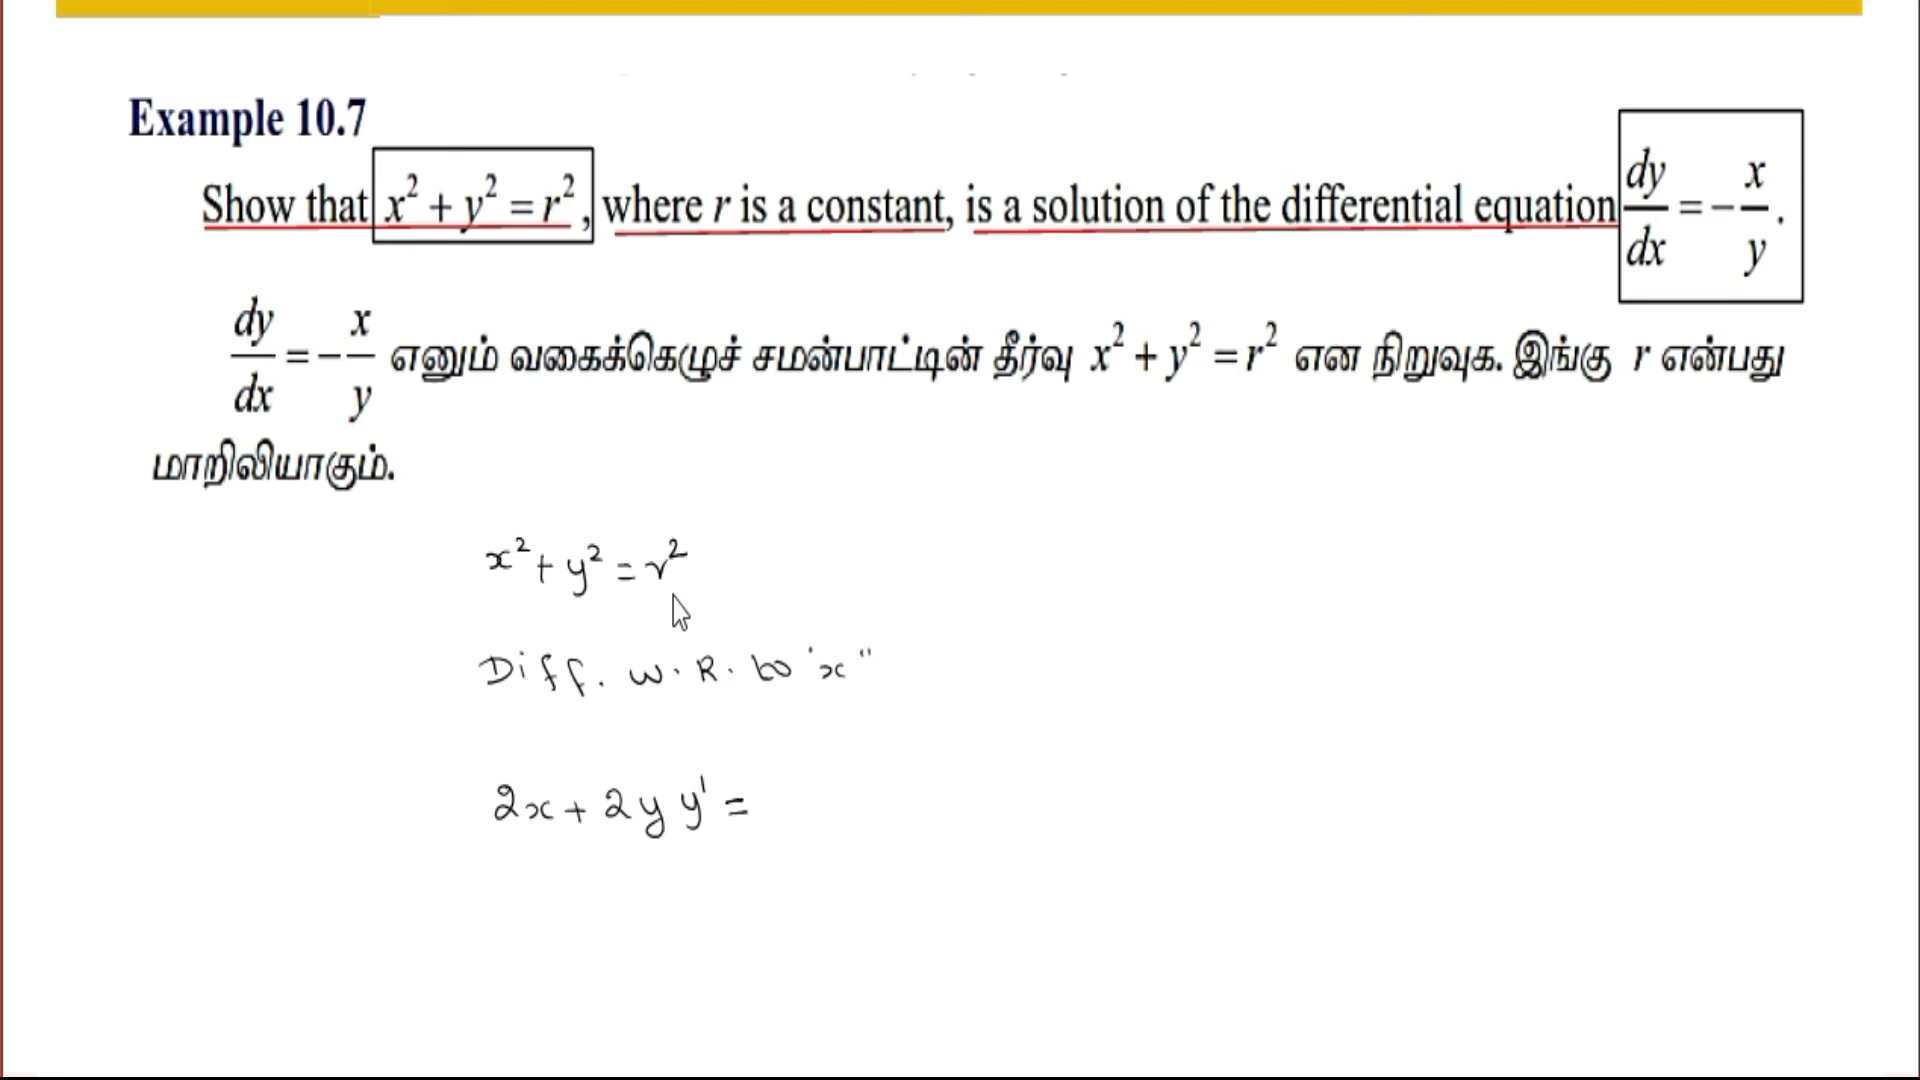 Example 10.7
Show that x² + y² = r², where r is a constant, is a solution of the differential equation dy/dx = − x/y.
dy/dx = − x/y எனும் வகைக்கெழுச் சமன்பாட்டின் தீர்வு x² + y² = r² என நிறுவுக. இங்கு r என்பது
மாறிலியாகும்.
x² + y² = r²
Diff. W.R. to 'x"
2x + 2y y' =